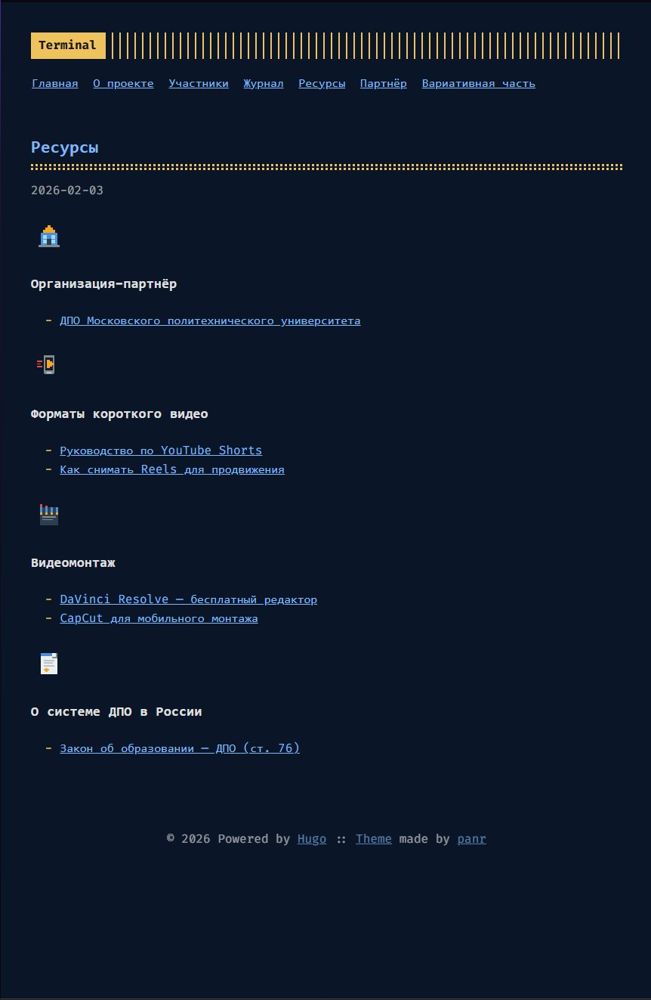 Terminal
Главная О проекте Участники Журнал Ресурсы Партнёр Вариативная часть
Ресурсы
2026-02-03
Организация-партнёр
- ДПО Московского политехнического университета
Форматы короткого видео
- Руководство по YouTube Shorts
- Как снимать Reels для продвижения
Видеомонтаж
- DaVinci Resolve — бесплатный редактор
- CapCut для мобильного монтажа
О системе ДПО в России
- Закон об образовании — ДПО (ст. 76)
© 2026 Powered by Hugo :: Theme made by panr